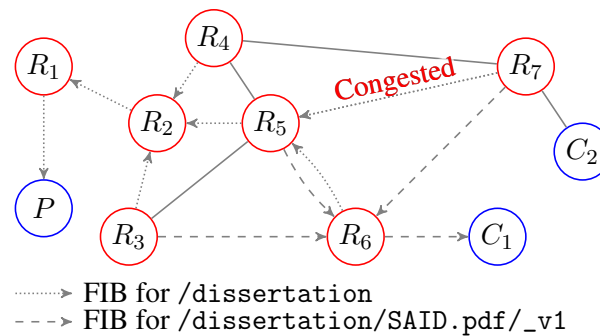 R4
R1
R7
Congested
R2
R5
C2
P
R3
R6
C1
FIB for /dissertation
FIB for /dissertation/SAID.pdf/_v1